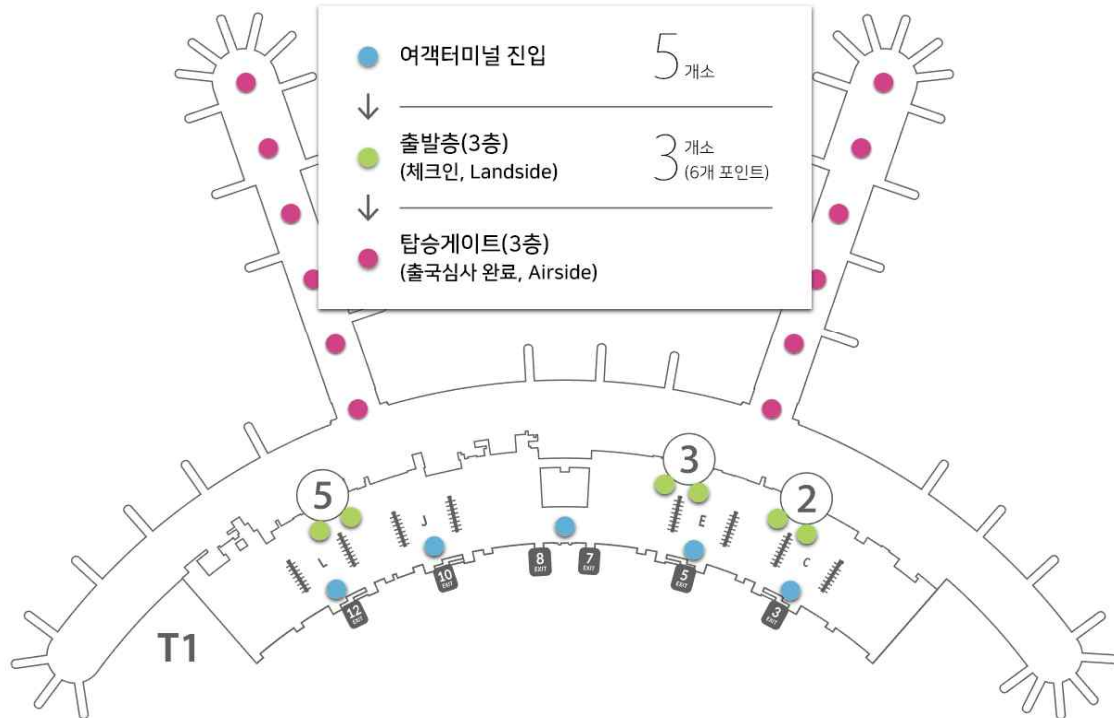 여객터미널 진입
5 개소
출발층(3층)
(체크인, Landside)
3 개소
(6개 포인트)
탑승게이트(3층)
(출국심사 완료, Airside)
5
3
2
J
E
L
C
8
EXIT
7
EXIT
10
EXIT
5
EXIT
12
EXIT
3
EXIT
T1